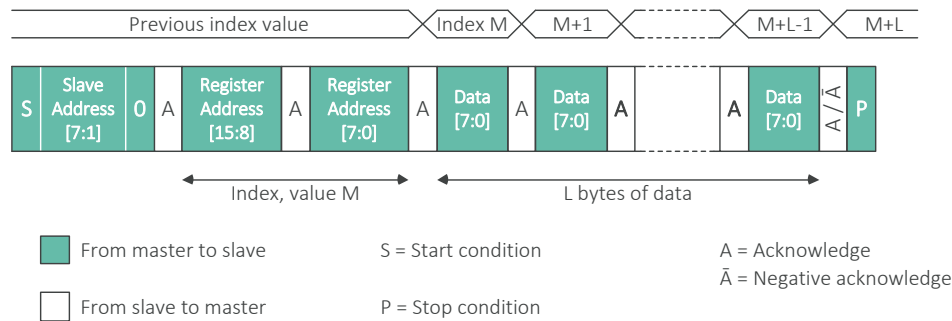 Previous index value Index M M+1 M+L-1 M+L
S Slave Address [7:1] 0 A Register Address [15:8] A Register Address [7:0] A Data [7:0] A Data [7:0] A A Data [7:0] A / Ā P
Index, value M L bytes of data
From master to slave S = Start condition A = Acknowledge
Ā = Negative acknowledge
From slave to master P = Stop condition